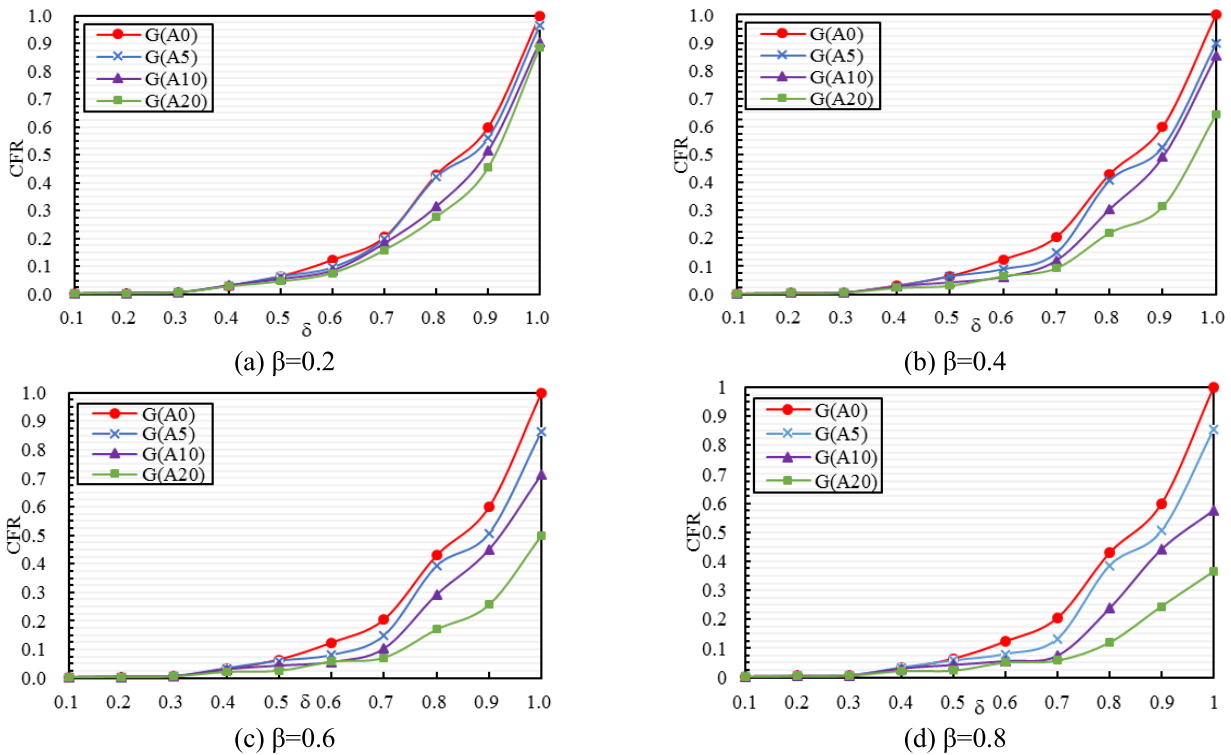 1.0
0.9
0.8
0.7
0.6
0.5
0.4
0.3
0.2
0.1
0.0
CFR
G(A0)
G(A5)
G(A10)
G(A20)
0.1 0.2 0.3 0.4 0.5 0.6 0.7 0.8 0.9 1.0
δ
(a) β=0.2
1.0
0.9
0.8
0.7
0.6
0.5
0.4
0.3
0.2
0.1
0.0
CFR
G(A0)
G(A5)
G(A10)
G(A20)
0.1 0.2 0.3 0.4 0.5 0.6 0.7 0.8 0.9 1.0
δ
(b) β=0.4
1.0
0.9
0.8
0.7
0.6
0.5
0.4
0.3
0.2
0.1
0.0
CFR
G(A0)
G(A5)
G(A10)
G(A20)
0.1 0.2 0.3 0.4 0.5 δ 0.6 0.7 0.8 0.9 1.0
(c) β=0.6
1
0.9
0.8
0.7
0.6
0.5
0.4
0.3
0.2
0.1
0
CFR
G(A0)
G(A5)
G(A10)
G(A20)
0.1 0.2 0.3 0.4 0.5 δ 0.6 0.7 0.8 0.9 1
(d) β=0.8